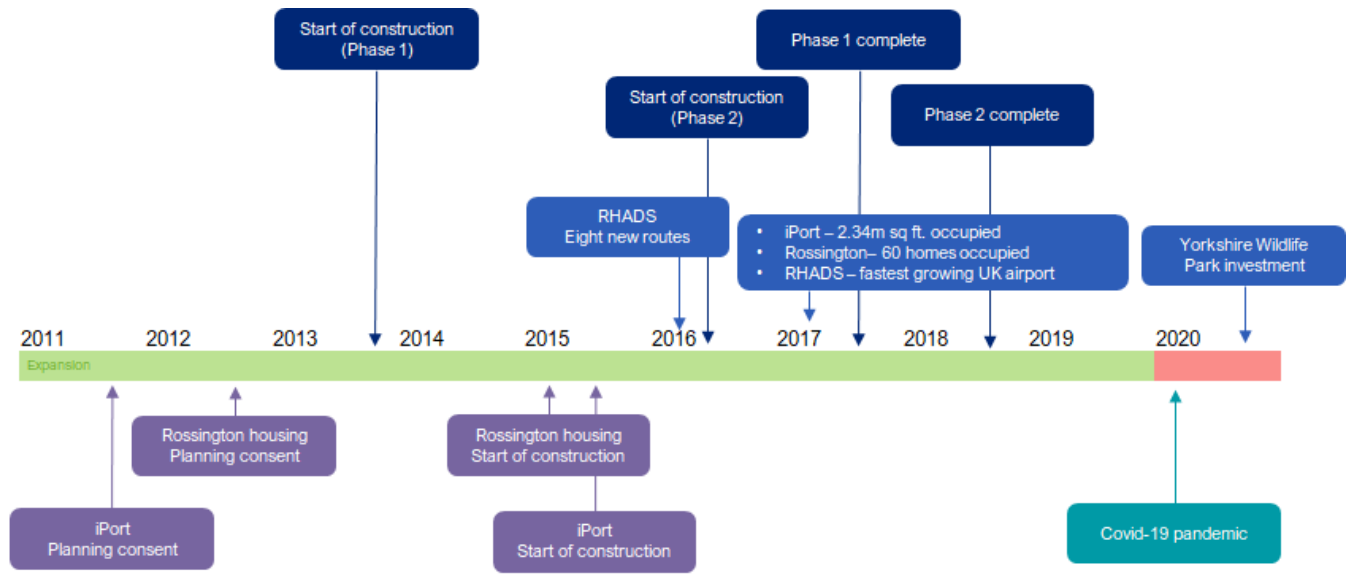 Start of construction
(Phase 1)
Phase 1 complete
Start of construction
(Phase 2)
Phase 2 complete
RHADS
Eight new routes
• iPort – 2.34m sq ft. occupied
• Rossington– 60 homes occupied
• RHADS – fastest growing UK airport
Yorkshire Wildlife
Park investment
2011 2012 2013 2014 2015 2016 2017 2018 2019 2020
Expansion
Rossington housing
Planning consent
Rossington housing
Start of construction
iPort
Planning consent
iPort
Start of construction
Covid-19 pandemic